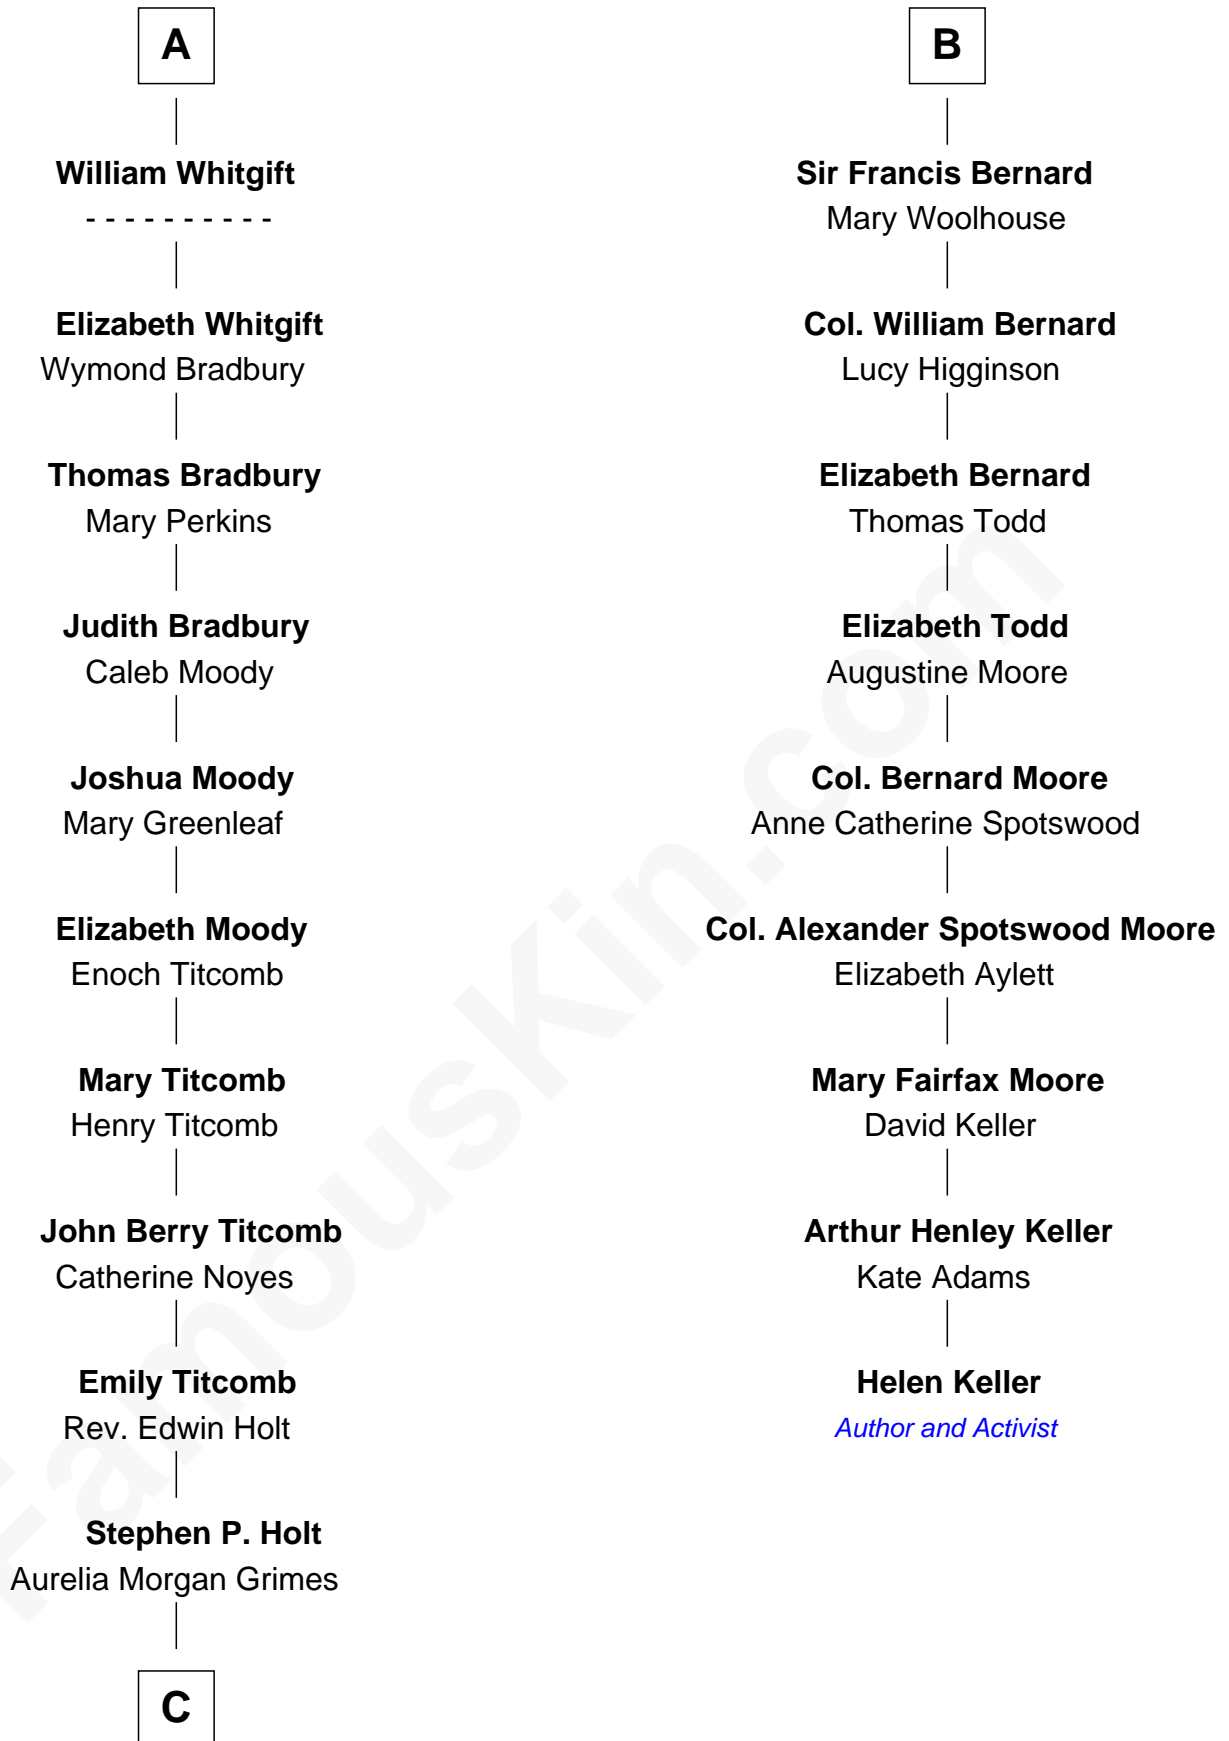 A
William Whitgift
- - - - - - - - - -
Elizabeth Whitgift
Wymond Bradbury
Thomas Bradbury
Mary Perkins
Judith Bradbury
Caleb Moody
Joshua Moody
Mary Greenleaf
Elizabeth Moody
Enoch Titcomb
Mary Titcomb
Henry Titcomb
John Berry Titcomb
Catherine Noyes
Emily Titcomb
Rev. Edwin Holt
Stephen P. Holt
Aurelia Morgan Grimes
C
B
Sir Francis Bernard
Mary Woolhouse
Col. William Bernard
Lucy Higginson
Elizabeth Bernard
Thomas Todd
Elizabeth Todd
Augustine Moore
Col. Bernard Moore
Anne Catherine Spotswood
Col. Alexander Spotswood Moore
Elizabeth Aylett
Mary Fairfax Moore
David Keller
Arthur Henley Keller
Kate Adams
Helen Keller
Author and Activist
FamousKin.com